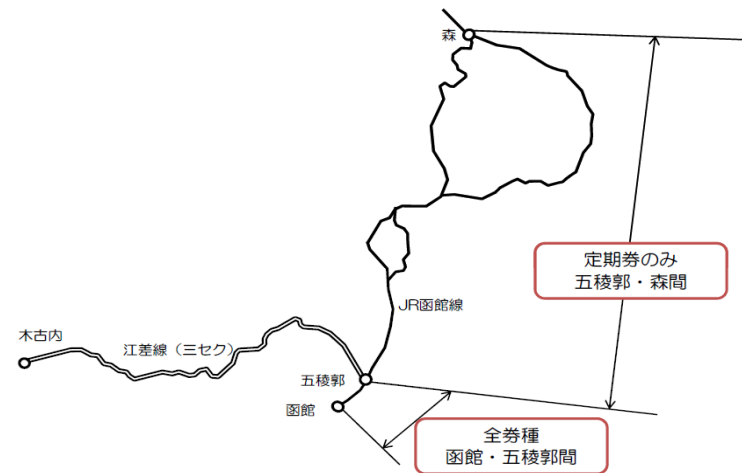 森
定期券のみ
五稜郭・森間
JR函館線
木古内
江差線（三セク）
五稜郭
函館
全券種
函館・五稜郭間